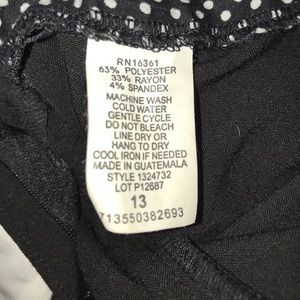 RN16361
63% POLYESTER
33% RAYON
4% SPANDEX
MACHINE WASH
COLD WATER
GENTLE CYCLE
DO NOT BLEACH
LINE DRY OR
HANG TO DRY
COOL IRON IF NEEDED
MADE IN GUATEMALA
STYLE 1324732
LOT P12687
13
713550382693